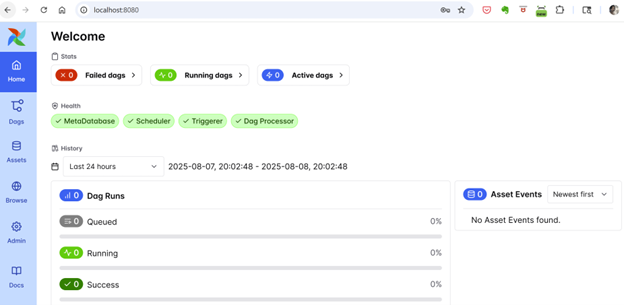 localhost:8080
Welcome
Stats
0 Failed dags
0 Running dags
0 Active dags
Health
MetaDatabase
Scheduler
Triggerer
Dag Processor
History
Last 24 hours
2025-08-07, 20:02:48 - 2025-08-08, 20:02:48
0 Dag Runs
0 Queued 0%
0 Running 0%
0 Success 0%
0 Asset Events
Newest first
No Asset Events found.
Home
Dags
Assets
Browse
Admin
Docs